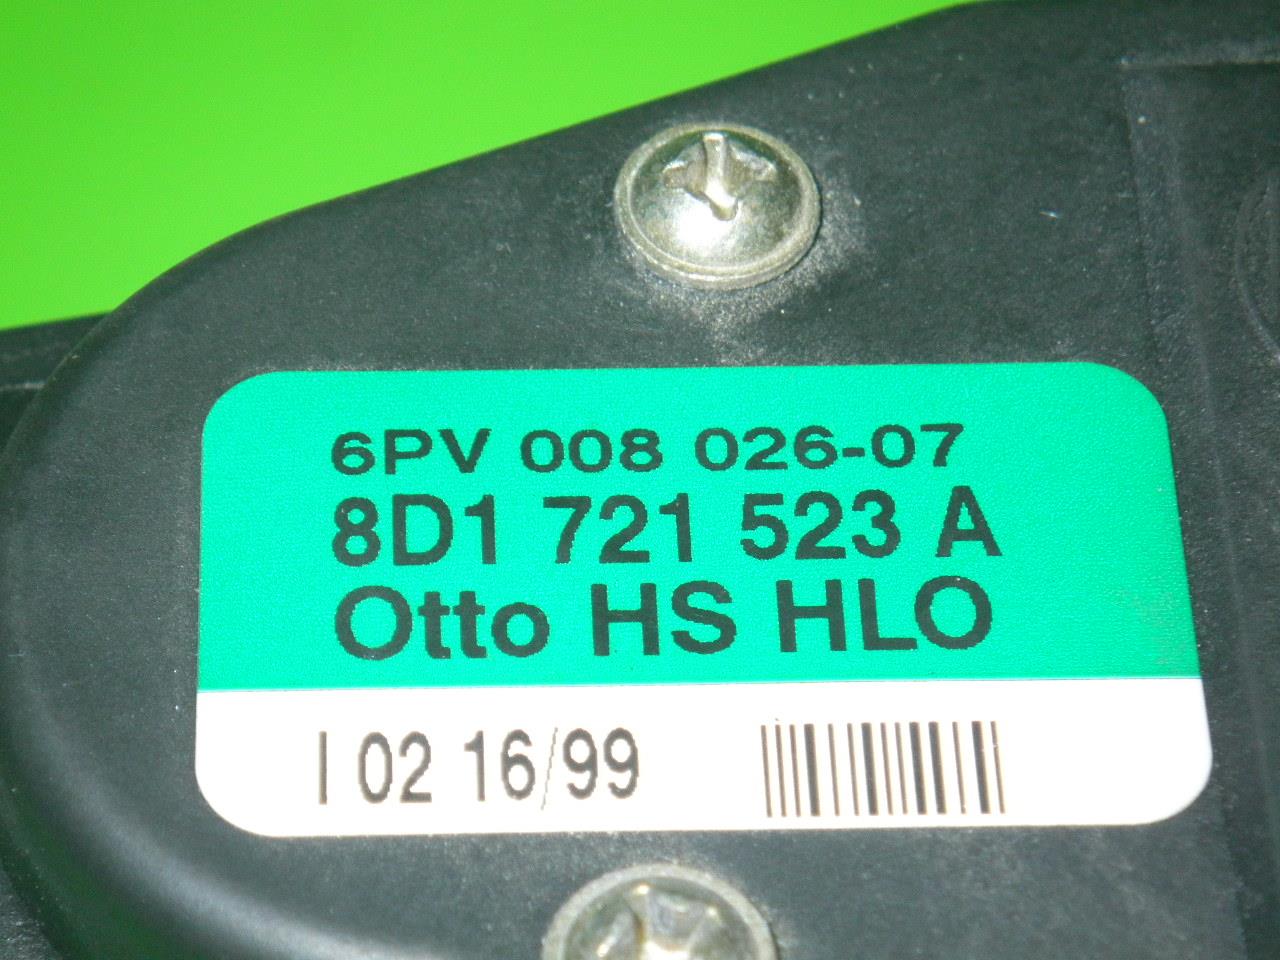 6PV 008 026-07
8D1 721 523 A
Otto HS HLO
I 02 16/99